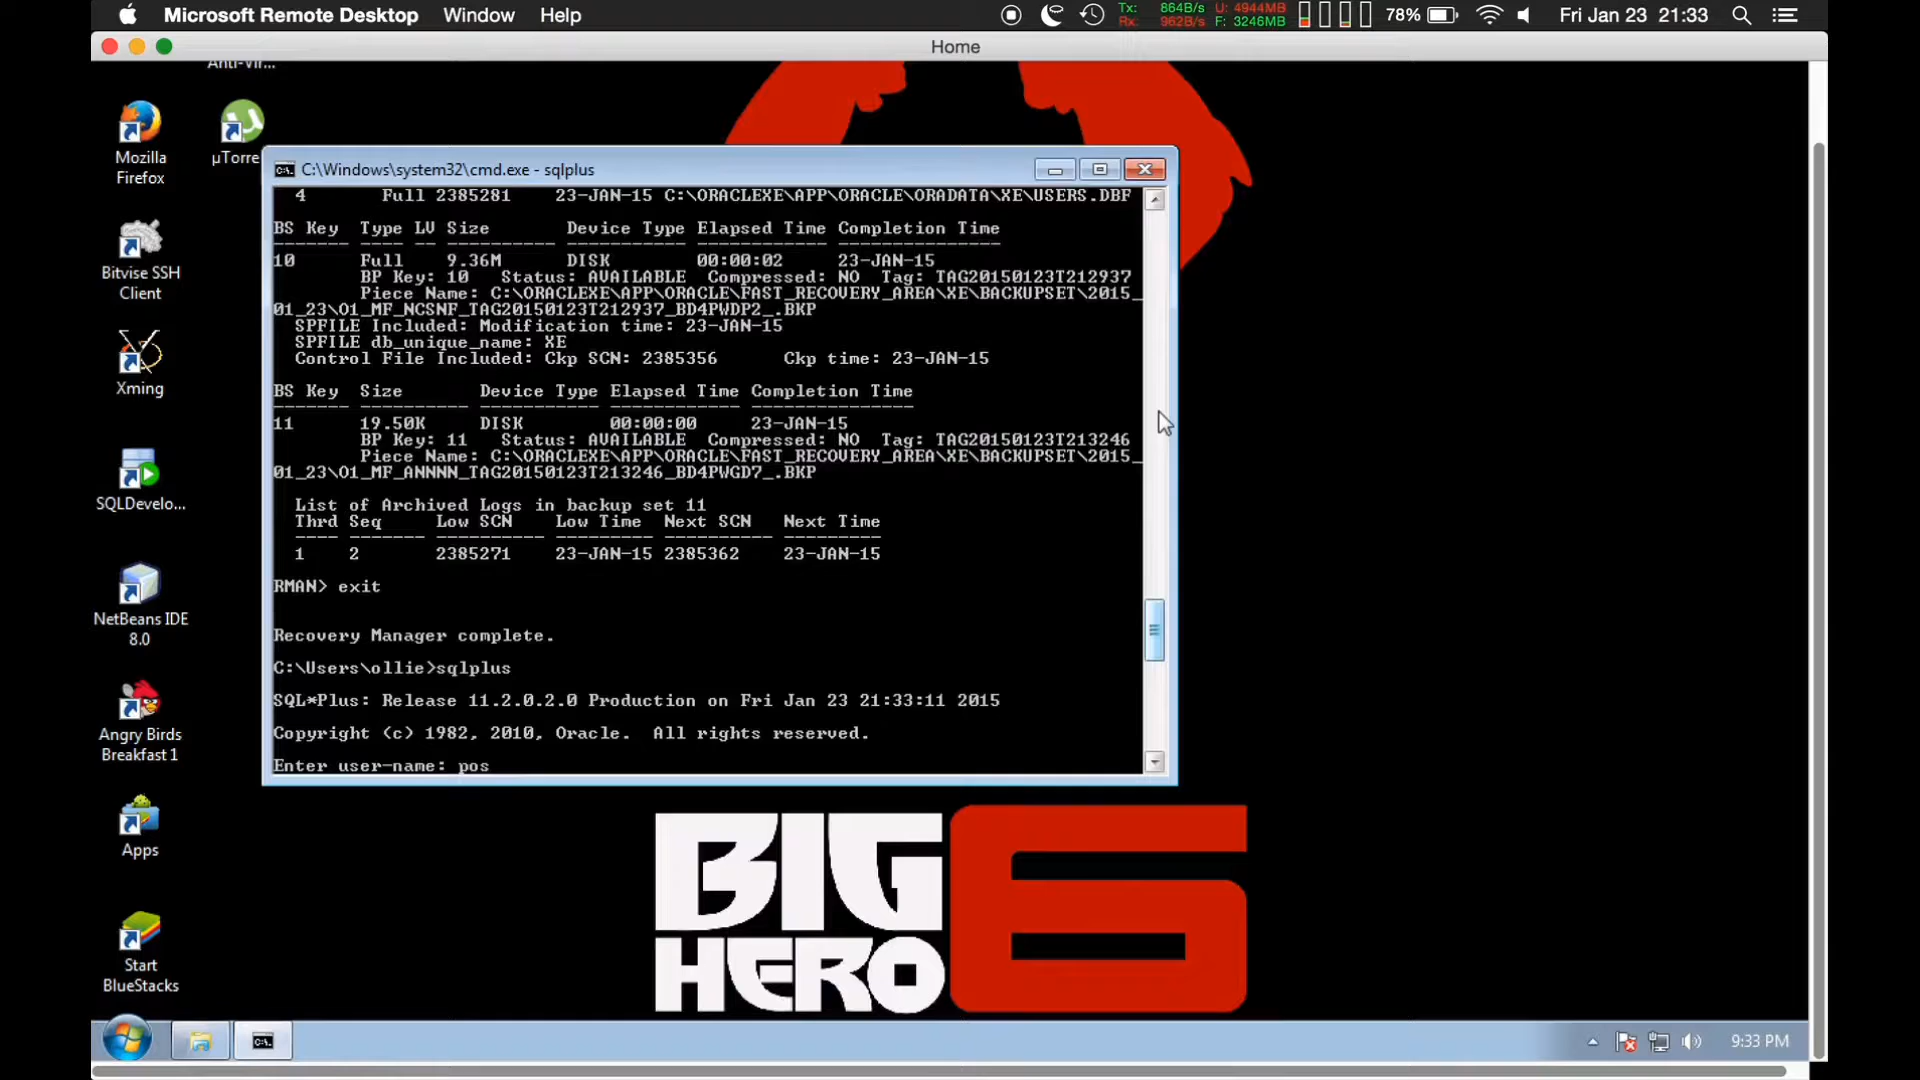 Microsoft Remote Desktop Window Help
Tx: 864B/s U: 4944MB
Rx: 962B/s F: 3246MB
78% Fri Jan 23 21:33
Home
Anti-Vir...
Mozilla
Firefox
µTorre
Bitvise SSH
Client
Xming
SQLDevelo...
NetBeans IDE
8.0
Angry Birds
Breakfast 1
Apps
Start
BlueStacks
C:\Windows\system32\cmd.exe - sqlplus
4 Full 2385281 23-JAN-15 C:\ORACLEXE\APP\ORACLE\ORADATA\XE\USERS.DBF
BS Key Type LV Size Device Type Elapsed Time Completion Time
------- ---- -- ---------- ----------- ------------ ---------------
10 Full 9.36M DISK 00:00:02 23-JAN-15
BP Key: 10 Status: AVAILABLE Compressed: NO Tag: TAG20150123T212937
Piece Name: C:\ORACLEXE\APP\ORACLE\FAST_RECOVERY_AREA\XE\BACKUPSET\2015_
01_23\O1_MF_NCSNF_TAG20150123T212937_BD4PWDP2_.BKP
SPFILE Included: Modification time: 23-JAN-15
SPFILE db_unique_name: XE
Control File Included: Ckp SCN: 2385356 Ckp time: 23-JAN-15
BS Key Size Device Type Elapsed Time Completion Time
------- ---------- ----------- ------------ ---------------
11 19.50K DISK 00:00:00 23-JAN-15
BP Key: 11 Status: AVAILABLE Compressed: NO Tag: TAG20150123T213246
Piece Name: C:\ORACLEXE\APP\ORACLE\FAST_RECOVERY_AREA\XE\BACKUPSET\2015_
01_23\O1_MF_ANNNN_TAG20150123T213246_BD4PWGD7_.BKP
List of Archived Logs in backup set 11
Thrd Seq Low SCN Low Time Next SCN Next Time
---- ------- ---------- --------- ---------- ---------
1 2 2385271 23-JAN-15 2385362 23-JAN-15
RMAN> exit
Recovery Manager complete.
C:\Users\ollie>sqlplus
SQL*Plus: Release 11.2.0.2.0 Production on Fri Jan 23 21:33:11 2015
Copyright (c) 1982, 2010, Oracle. All rights reserved.
Enter user-name: pos
BIG
HERO
6
9:33 PM